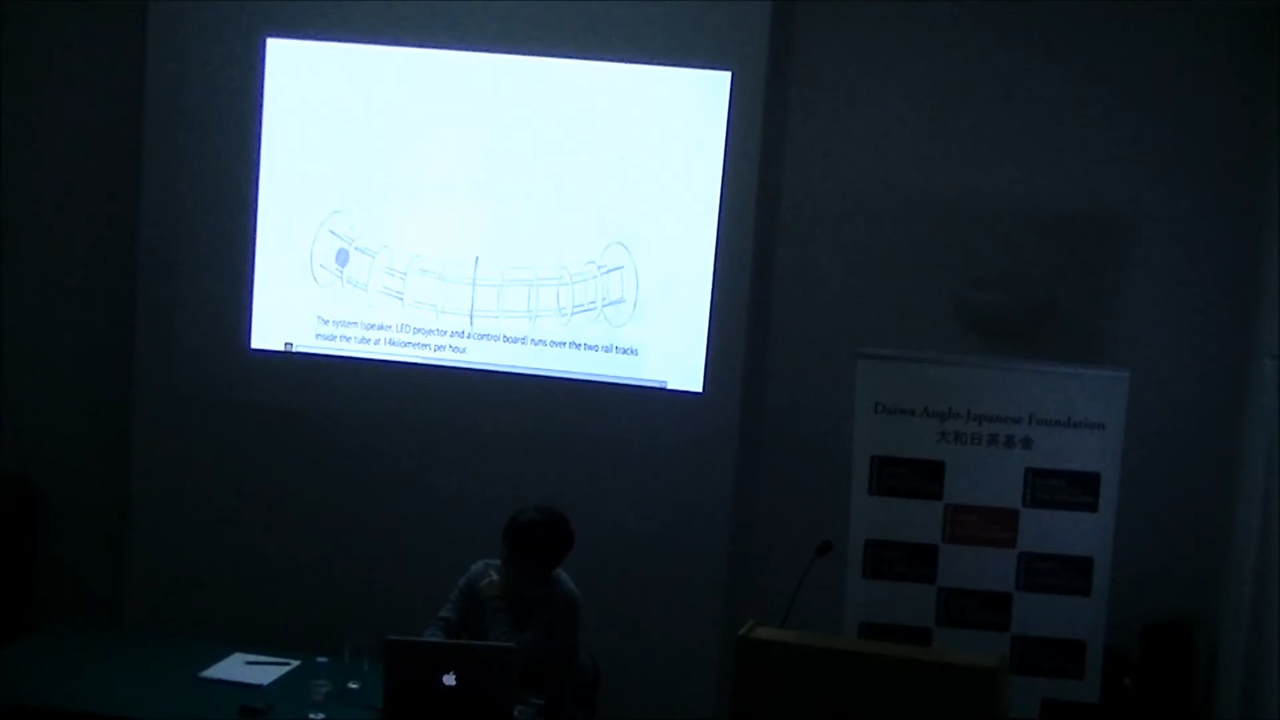 The system (speaker, LED projector and a control board) runs over the two rail tracks
inside the tube at 14kilometers per hour.
Daiwa Anglo-Japanese Foundation
大和日英基金